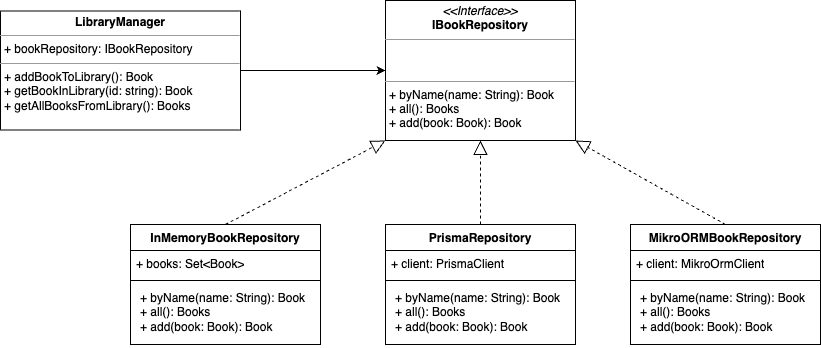 LibraryManager
+ bookRepository: IBookRepository
+ addBookToLibrary(): Book
+ getBookInLibrary(id: string): Book
+ getAllBooksFromLibrary(): Books
<<Interface>>
IBookRepository
+ byName(name: String): Book
+ all(): Books
+ add(book: Book): Book
InMemoryBookRepository
+ books: Set<Book>
+ byName(name: String): Book
+ all(): Books
+ add(book: Book): Book
PrismaRepository
+ client: PrismaClient
+ byName(name: String): Book
+ all(): Books
+ add(book: Book): Book
MikroORMBookRepository
+ client: MikroOrmClient
+ byName(name: String): Book
+ all(): Books
+ add(book: Book): Book